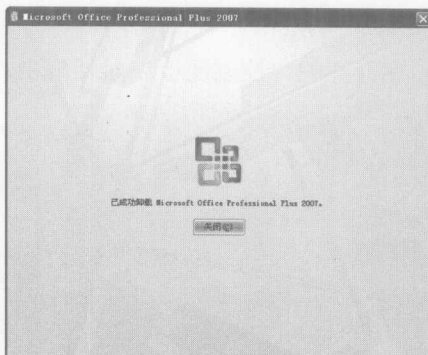 Microsoft Office Professional Plus 2007
已成功卸载 Microsoft Office Professional Plus 2007。
关闭(C)